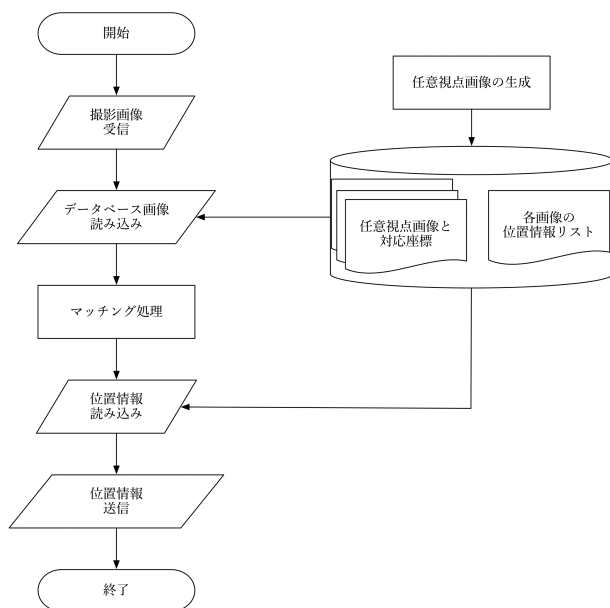 開始
任意視点画像の生成
撮影画像
受信
データベース画像
読み込み
任意視点画像と
対応座標
各画像の
位置情報リスト
マッチング処理
位置情報
読み込み
位置情報
送信
終了